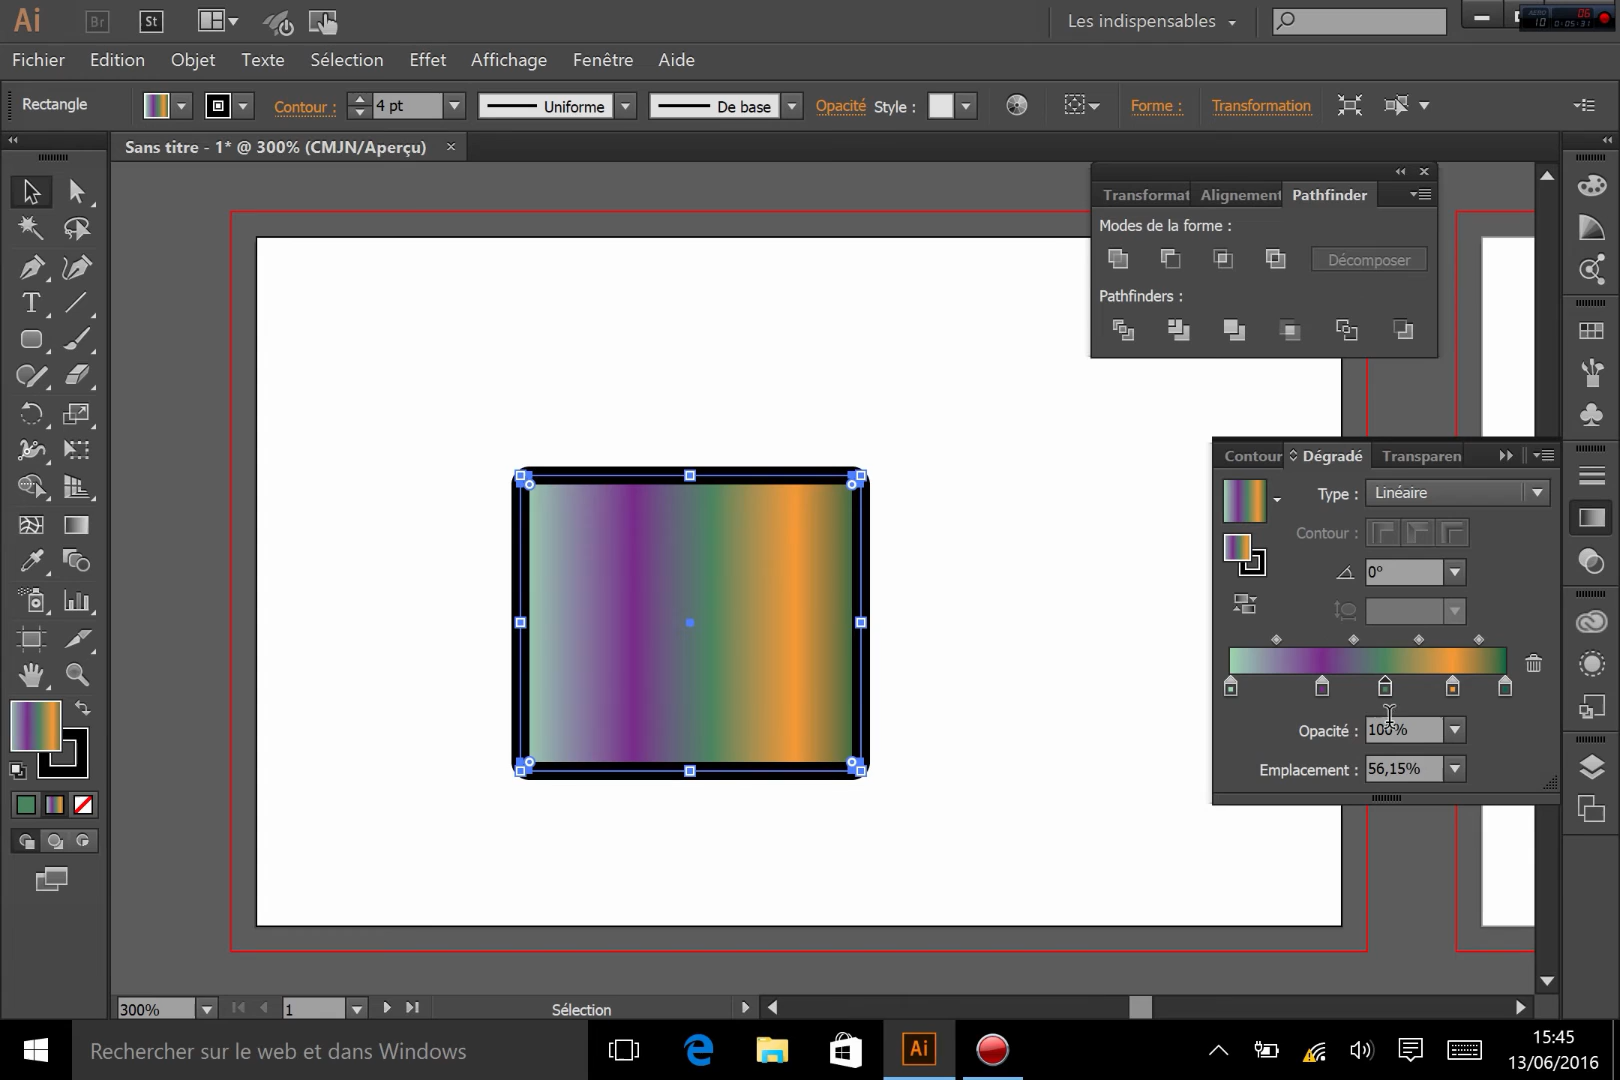 Ai Br St Les indispensables
Fichier Edition Objet Texte Sélection Effet Affichage Fenêtre Aide
Rectangle Contour : 4 pt Uniforme De base Opacité Style : Forme : Transformation
Sans titre - 1* @ 300% (CMJN/Aperçu) ×
Transformat Alignement Pathfinder
Modes de la forme :
Décomposer
Pathfinders :
Contour Dégradé Transparen
Type : Linéaire
Contour :
0°
Opacité : 100%
Emplacement : 56,15%
300% 1 Sélection
Rechercher sur le web et dans Windows
Ai
15:45
13/06/2016